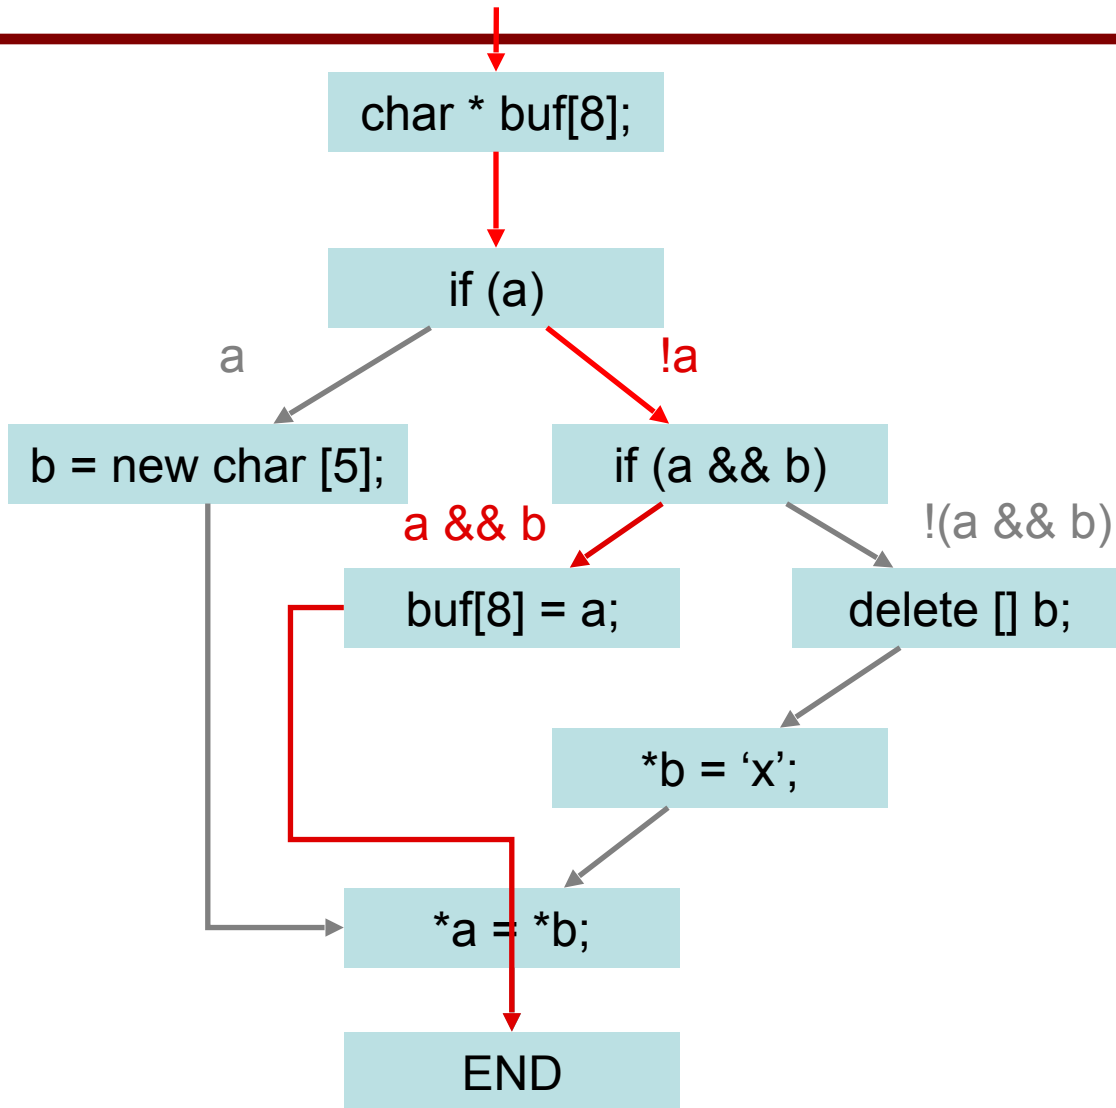 char * buf[8];
if (a)
a
!a
b = new char [5];
if (a && b)
a && b
!(a && b)
buf[8] = a;
delete [] b;
*b = ‘x’;
*a = *b;
END